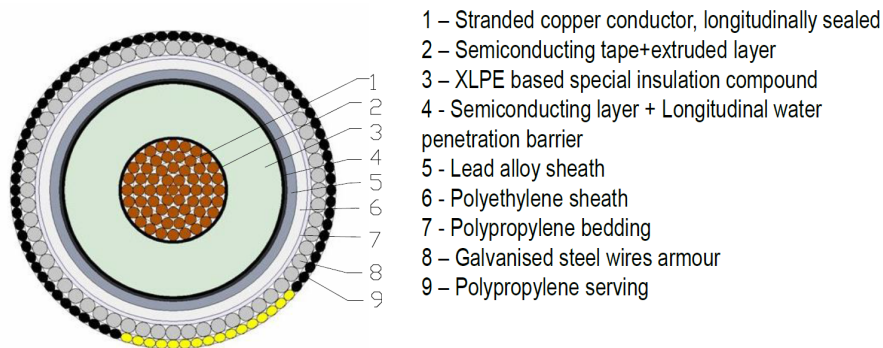 1 – Stranded copper conductor, longitudinally sealed
2 – Semiconducting tape+extruded layer
3 – XLPE based special insulation compound
4 - Semiconducting layer + Longitudinal water
penetration barrier
5 - Lead alloy sheath
6 - Polyethylene sheath
7 - Polypropylene bedding
8 – Galvanised steel wires armour
9 – Polypropylene serving
1
2
3
4
5
6
7
8
9